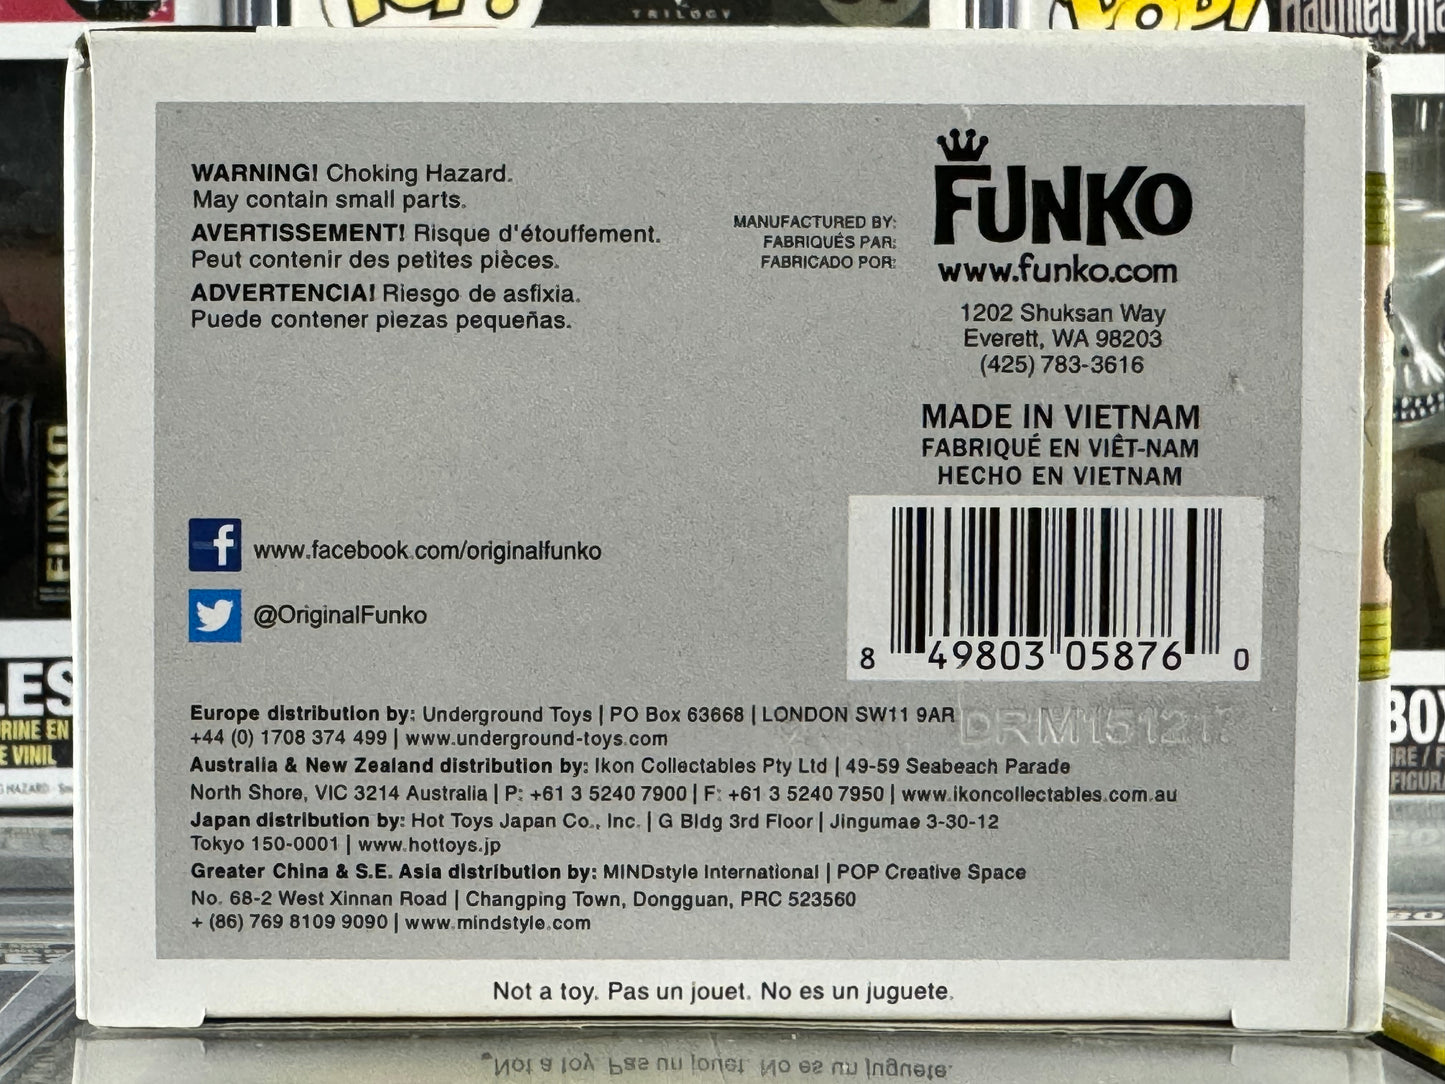 POP!
TRILOGY
POP!
WARNING! Choking Hazard.
May contain small parts.
AVERTISSEMENT! Risque d'étouffement.
Peut contenir des petites pièces.
ADVERTENCIA! Riesgo de asfixia.
Puede contener piezas pequeñas.
MANUFACTURED BY:
FABRIQUÉS PAR:
FABRICADO POR:
FUNKO
www.funko.com
1202 Shuksan Way
Everett, WA 98203
(425) 783-3616
MADE IN VIETNAM
FABRIQUÉ EN VIÊT-NAM
HECHO EN VIETNAM
8 49803 05876 0
www.facebook.com/originalfunko
@OriginalFunko
Europe distribution by: Underground Toys | PO Box 63668 | LONDON SW11 9AR
+44 (0) 1708 374 499 | www.underground-toys.com
Australia & New Zealand distribution by: Ikon Collectables Pty Ltd | 49-59 Seabeach Parade
North Shore, VIC 3214 Australia | P: +61 3 5240 7900 | F: +61 3 5240 7950 | www.ikoncollectables.com.au
Japan distribution by: Hot Toys Japan Co., Inc. | G Bldg 3rd Floor | Jingumae 3-30-12
Tokyo 150-0001 | www.hottoys.jp
Greater China & S.E. Asia distribution by: MINDstyle International | POP Creative Space
No. 68-2 West Xinnan Road | Changping Town, Dongguan, PRC 523560
+ (86) 769 8109 9090 | www.mindstyle.com
Not a toy. Pas un jouet. No es un juguete.
FUNKO